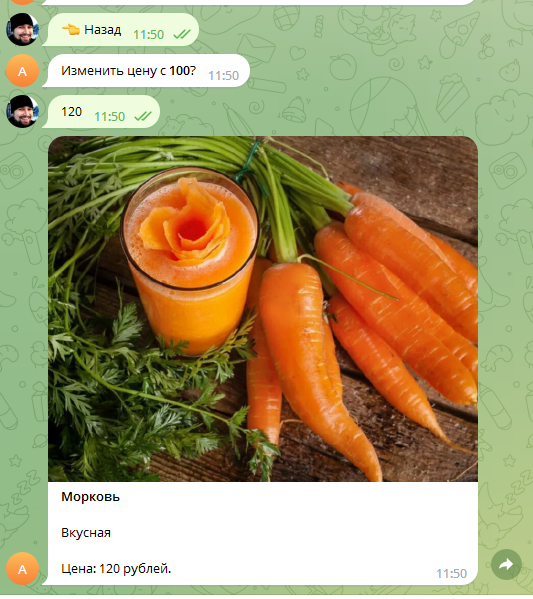 👈 Назад 11:50
А Изменить цену с 100? 11:50
120 11:50
Морковь
Вкусная
А Цена: 120 рублей. 11:50